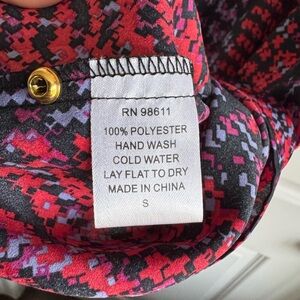 RN 98611
100% POLYESTER
HAND WASH
COLD WATER
LAY FLAT TO DRY
MADE IN CHINA
S